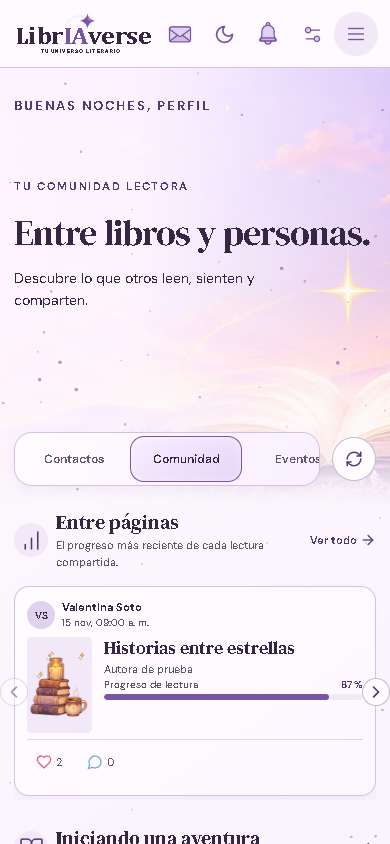 LibrIAverse
TU UNIVERSO LITERARIO
BUENAS NOCHES, PERFIL
TU COMUNIDAD LECTORA
Entre libros y personas.
Descubre lo que otros leen, sienten y
comparten.
Contactos
Comunidad
Eventos
Entre páginas
El progreso más reciente de cada lectura
compartida.
Ver todo
VS
Valentina Soto
15 nov, 09:00 a. m.
Historias entre estrellas
Autora de prueba
Progreso de lectura
87%
2
0
Iniciando una aventura